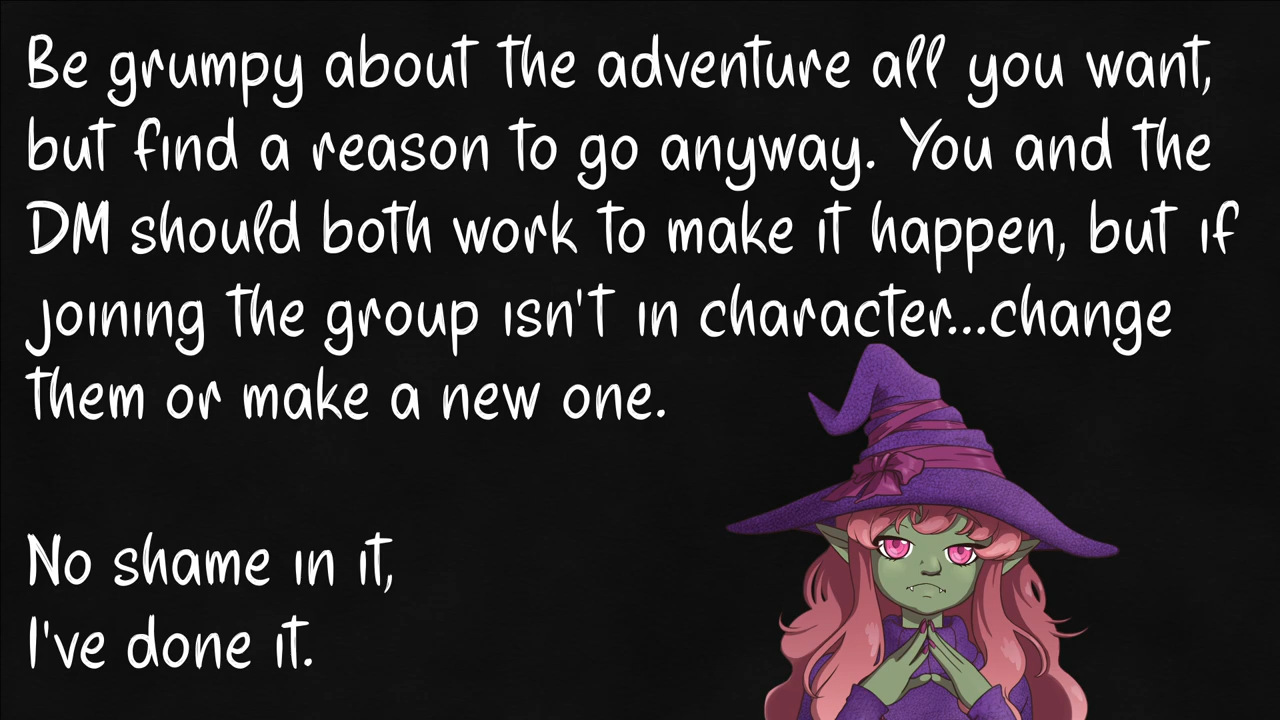 Be grumpy about the adventure all you want,
but find a reason to go anyway. You and the
DM should both work to make it happen, but if
joining the group isn't in character...change
them or make a new one.
No shame in it,
I've done it.